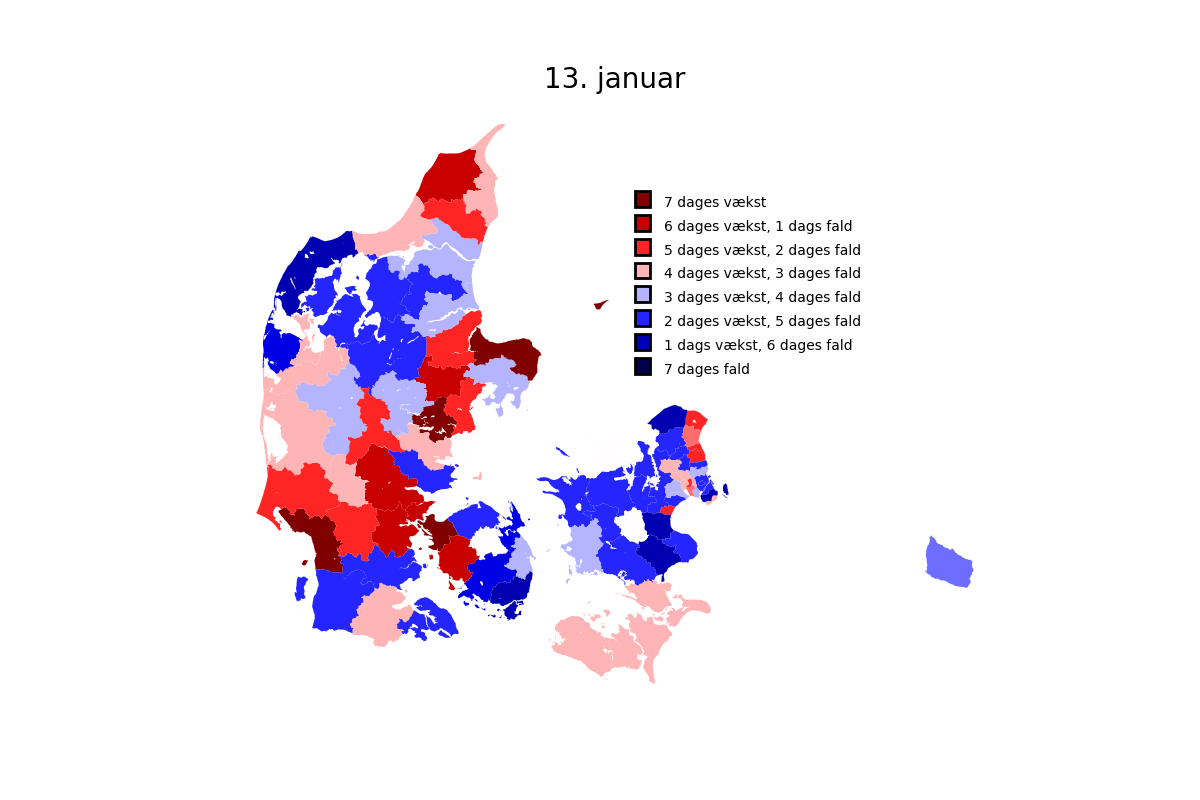 13. januar
7 dages vækst
6 dages vækst, 1 dags fald
5 dages vækst, 2 dages fald
4 dages vækst, 3 dages fald
3 dages vækst, 4 dages fald
2 dages vækst, 5 dages fald
1 dags vækst, 6 dages fald
7 dages fald